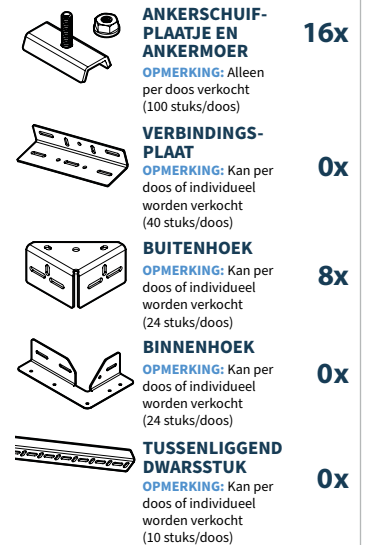 ANKERSCHUIF-
PLAATJE EN
ANKERMOER
16x
OPMERKING: Alleen
per doos verkocht
(100 stuks/doos)
VERBINDINGS-
PLAAT
0x
OPMERKING: Kan per
doos of individueel
worden verkocht
(40 stuks/doos)
BUITENHOEK
8x
OPMERKING: Kan per
doos of individueel
worden verkocht
(24 stuks/doos)
BINNENHOEK
0x
OPMERKING: Kan per
doos of individueel
worden verkocht
(24 stuks/doos)
TUSSENLIGGEND
DWARSSTUK
0x
OPMERKING: Kan per
doos of individueel
worden verkocht
(10 stuks/doos)